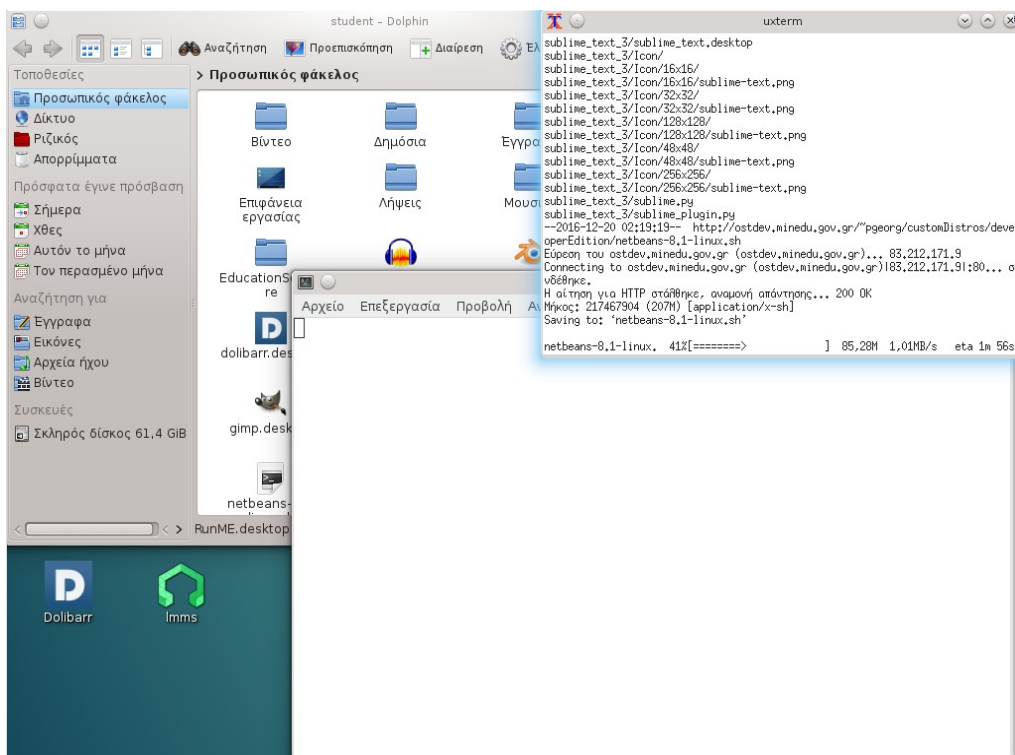 student - Dolphin
Αναζήτηση Προεπισκόπηση Διαίρεση
Τοποθεσίες
Προσωπικός φάκελος
Δίκτυο
Ριζικός
Απορρίμματα
Πρόσφατα έγινε πρόσβαση
Σήμερα
Χθες
Αυτόν το μήνα
Τον περασμένο μήνα
Αναζήτηση για
Έγγραφα
Εικόνες
Αρχεία ήχου
Βίντεο
Συσκευές
Σκληρός δίσκος 61,4 GiB
> Προσωπικός φάκελος
Βίντεο Δημόσια Έγγρα
Επιφάνεια εργασίας Λήψεις Μουσι
EducationS
re
dolibarr.des
gimp.desk
netbeans-
RunME.desktop
Αρχείο Επεξεργασία Προβολή
uxterm
sublime_text_3/sublime_text.desktop
sublime_text_3/Icon/
sublime_text_3/Icon/16x16/
sublime_text_3/Icon/16x16/sublime-text.png
sublime_text_3/Icon/32x32/
sublime_text_3/Icon/32x32/sublime-text.png
sublime_text_3/Icon/128x128/
sublime_text_3/Icon/128x128/sublime-text.png
sublime_text_3/Icon/48x48/
sublime_text_3/Icon/48x48/sublime-text.png
sublime_text_3/Icon/256x256/
sublime_text_3/Icon/256x256/sublime-text.png
sublime_text_3/sublime.py
sublime_text_3/sublime_plugin.py
--2016-12-20 02:19:19-- http://ostdev.minedu.gov.gr/~pgeorg/customDistros/deve
operEdition/netbeans-8.1-linux.sh
Εύρεση του ostdev.minedu.gov.gr (ostdev.minedu.gov.gr)... 83.212.171.9
Connecting to ostdev.minedu.gov.gr (ostdev.minedu.gov.gr)|83.212.171.9|:80... σ
νδέθηκε.
Η αίτηση για HTTP στάθηκε, αναμονή απάντησης... 200 OK
Μήκος: 217467904 (207M) [application/x-sh]
Saving to: ‘netbeans-8.1-linux.sh’
netbeans-8.1-linux. 41%[========> ] 85,28M 1,01MB/s eta 1m 56s
Dolibarr
lmms